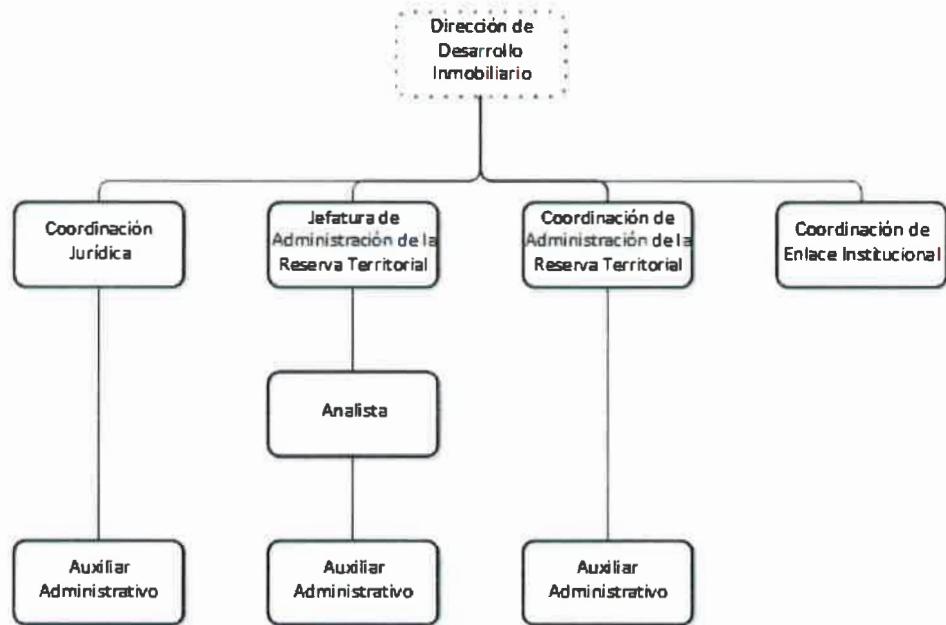 Dirección de
Desarrollo
Inmobiliario
Coordinación
Jurídica
Jefatura de
Administración de la
Reserva Territorial
Coordinación de
Administración de la
Reserva Territorial
Coordinación de
Enlace Institucional
Analista
Auxiliar
Administrativo
Auxiliar
Administrativo
Auxiliar
Administrativo